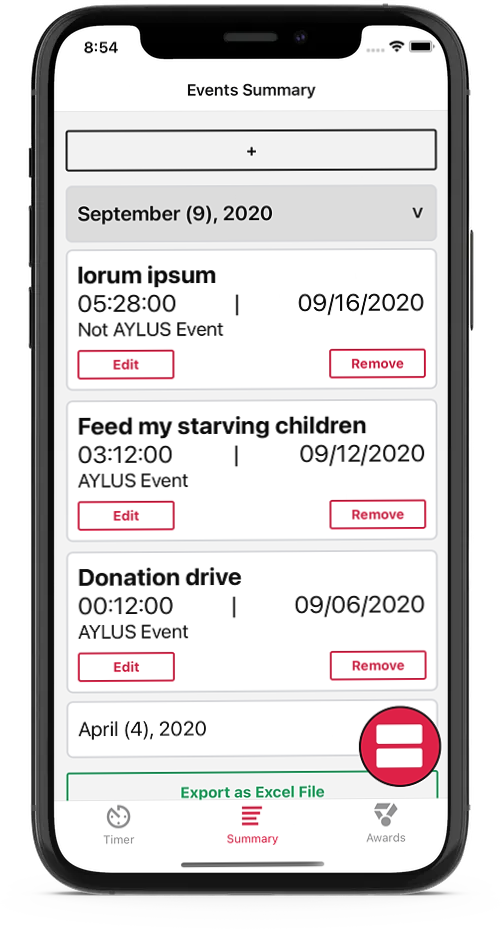 8:54
Events Summary
+
September (9), 2020 V
lorum ipsum
05:28:00 | 09/16/2020
Not AYLUS Event
Edit Remove
Feed my starving children
03:12:00 | 09/12/2020
AYLUS Event
Edit Remove
Donation drive
00:12:00 | 09/06/2020
AYLUS Event
Edit Remove
April (4), 2020
Export as Excel File
Timer Summary Awards